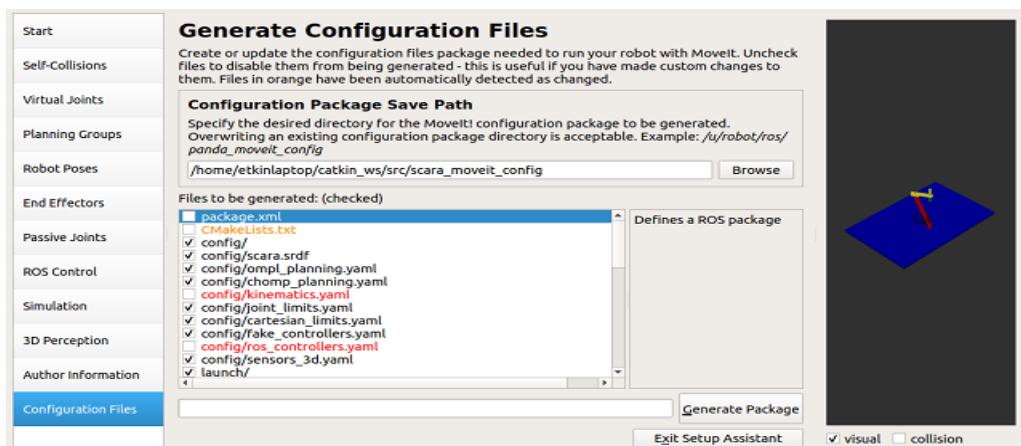 Start
Self-Collisions
Virtual Joints
Planning Groups
Robot Poses
End Effectors
Passive Joints
ROS Control
Simulation
3D Perception
Author Information
Configuration Files
Generate Configuration Files
Create or update the configuration files package needed to run your robot with MoveIt. Uncheck
files to disable them from being generated - this is useful if you have made custom changes to
them. Files in orange have been automatically detected as changed.
Configuration Package Save Path
Specify the desired directory for the MoveIt! configuration package to be generated.
Overwriting an existing configuration package directory is acceptable. Example: /u/robot/ros/
panda_moveit_config
/home/etkinlaptop/catkin_ws/src/scara_moveit_config
Browse
Files to be generated: (checked)
package.xml
CMakeLists.txt
config/
config/scara.srdf
config/ompl_planning.yaml
config/chomp_planning.yaml
config/kinematics.yaml
config/joint_limits.yaml
config/cartesian_limits.yaml
config/fake_controllers.yaml
config/ros_controllers.yaml
config/sensors_3d.yaml
launch/
Defines a ROS package
Generate Package
Exit Setup Assistant
visual
collision